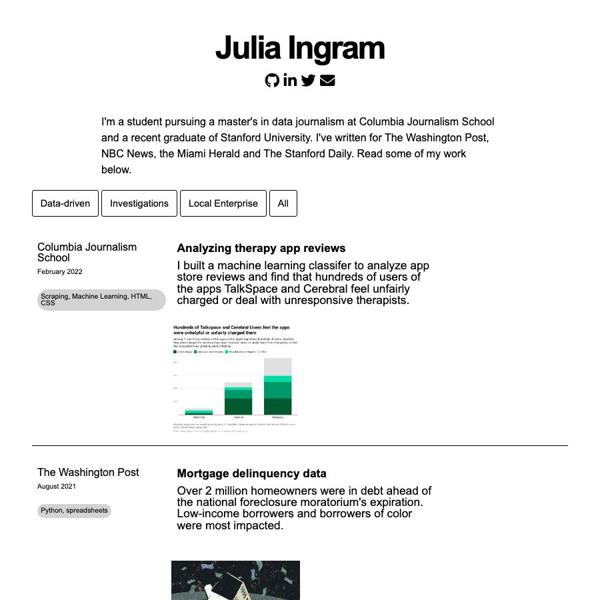 Julia Ingram
I'm a student pursuing a master's in data journalism at Columbia Journalism School
and a recent graduate of Stanford University. I've written for The Washington Post,
NBC News, the Miami Herald and The Stanford Daily. Read some of my work
below.
Data-driven Investigations Local Enterprise All
Columbia Journalism
School
February 2022
Scraping, Machine Learning, HTML,
CSS
Analyzing therapy app reviews
I built a machine learning classifer to analyze app
store reviews and find that hundreds of users of
the apps TalkSpace and Cerebral feel unfairly
charged or deal with unresponsive therapists.
Hundreds of Talkspace and Cerebral Users feel the apps
were unhelpful or unfairly charged them
The Washington Post
August 2021
Python, spreadsheets
Mortgage delinquency data
Over 2 million homeowners were in debt ahead of
the national foreclosure moratorium's expiration.
Low-income borrowers and borrowers of color
were most impacted.